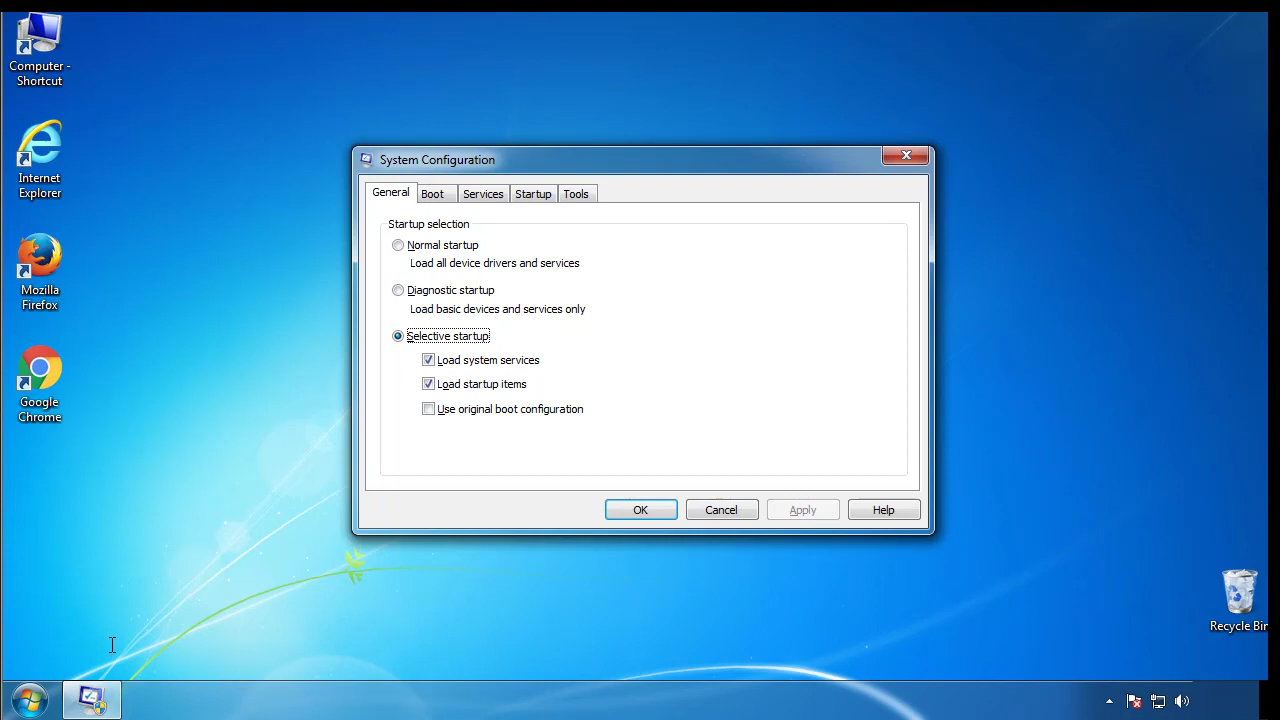 Computer -
Shortcut
Internet
Explorer
Mozilla
Firefox
Google
Chrome
System Configuration
General
Boot
Services
Startup
Tools
Startup selection
Normal startup
Load all device drivers and services
Diagnostic startup
Load basic devices and services only
Selective startup
Load system services
Load startup items
Use original boot configuration
OK
Cancel
Apply
Help
Recycle Bin